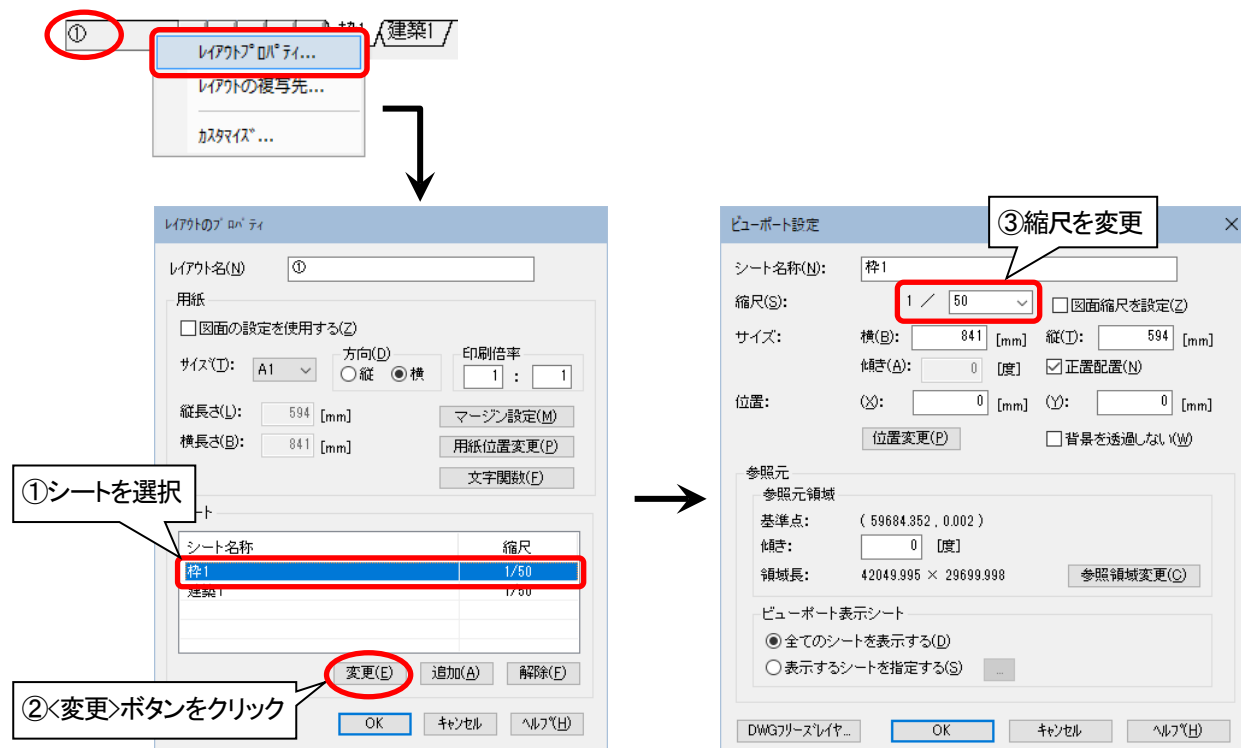 ①
建築1
ﾚｲｱｳﾄﾌﾟﾛﾊﾟﾃｨ...
ﾚｲｱｳﾄの複写先...
ｶｽﾀﾏｲｽﾞ...
ﾚｲｱｳﾄのﾌﾟﾛﾊﾟﾃｨ
ﾚｲｱｳﾄ名(N) ①
用紙
図面の設定を使用する(Z)
ｻｲｽﾞ(T): A1
方向(D)
縦 横
印刷倍率
1 : 1
縦長さ(L): 594 [mm]
マージン設定(M)
横長さ(B): 841 [mm]
用紙位置変更(P)
文字関数(F)
①シートを選択
シート名称 縮尺
枠1 1/50
建築1 1/50
変更(E) 追加(A) 解除(F)
②<変更>ボタンをクリック
OK ｷｬﾝｾﾙ ﾍﾙﾌﾟ(H)
ビューポート設定
③縮尺を変更
シート名称(N): 枠1
縮尺(S): 1 ／ 50 図面縮尺を設定(Z)
サイズ: 横(B): 841 [mm] 縦(T): 594 [mm]
傾き(A): 0 [度] 正置配置(N)
位置: (X): 0 [mm] (Y): 0 [mm]
位置変更(P) 背景を透過しない(W)
参照元
参照元領域
基準点: ( 59684.352 , 0.002 )
傾き: 0 [度]
領域長: 42049.995 × 29699.998 参照領域変更(C)
ビューポート表示シート
全てのシートを表示する(D)
表示するシートを指定する(S) ...
DWGﾌﾘｰｽﾞﾚｲﾔ... OK ｷｬﾝｾﾙ ﾍﾙﾌﾟ(H)